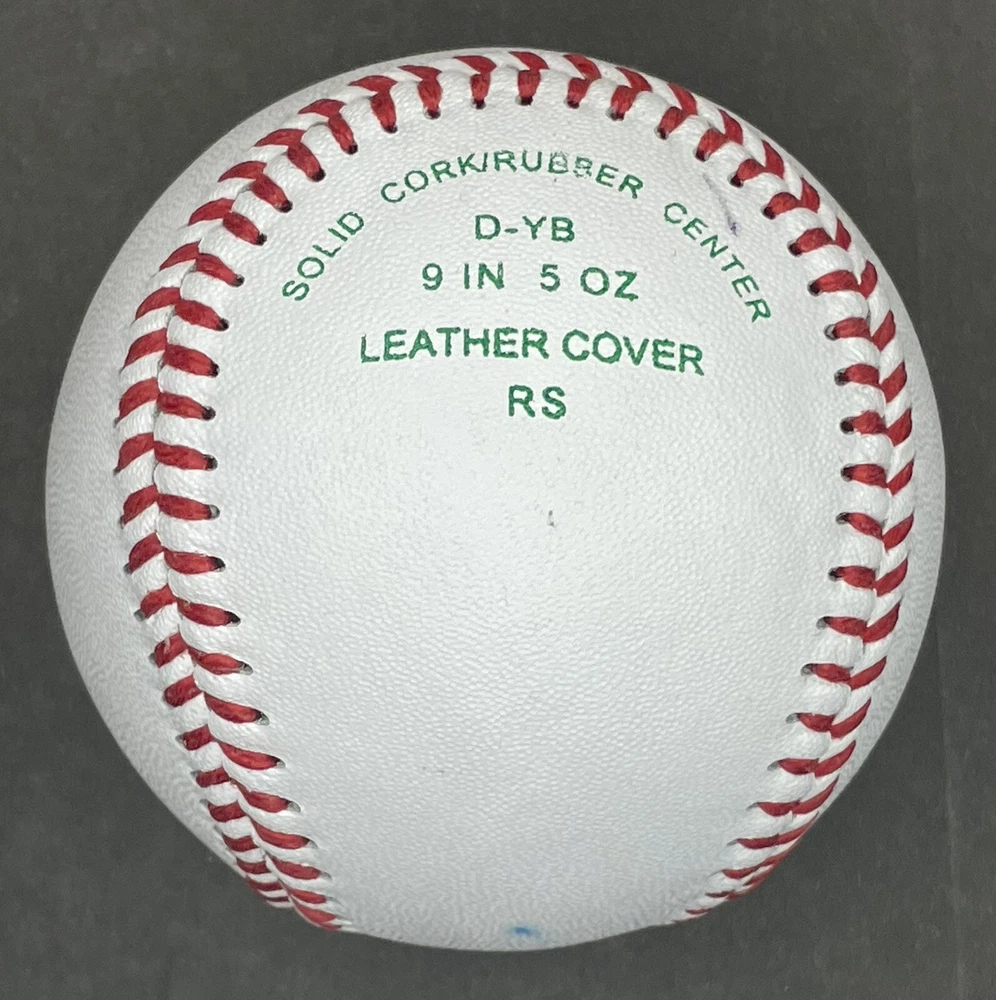 SOLID CORK/RUBBER CENTER
D-YB
9 IN 5 OZ
LEATHER COVER
RS